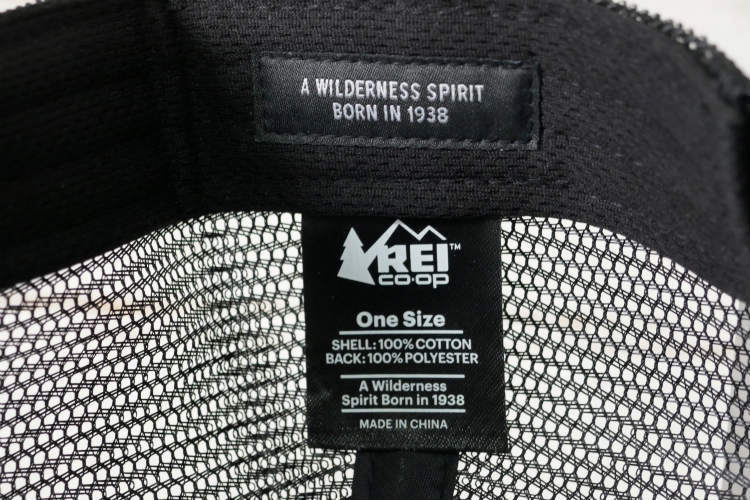 A WILDERNESS SPIRIT
BORN IN 1938
REI™
CO·OP
One Size
SHELL: 100% COTTON
BACK: 100% POLYESTER
A Wilderness
Spirit Born in 1938
MADE IN CHINA